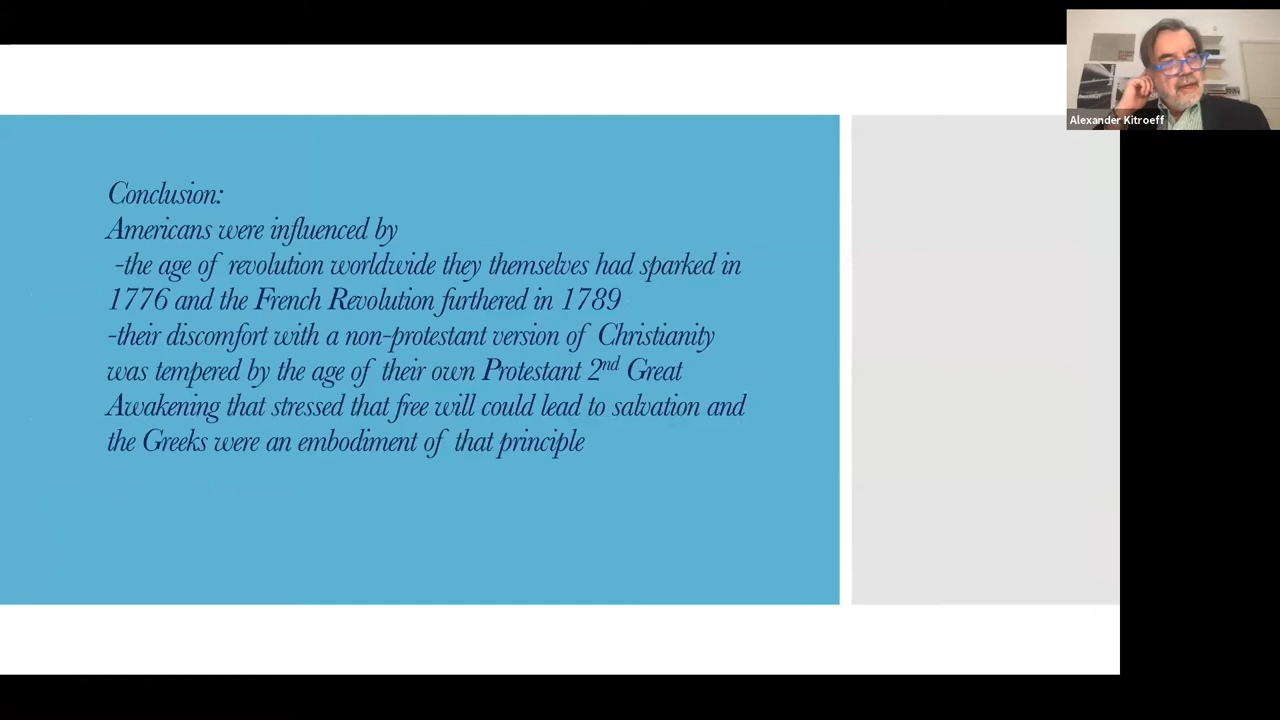 Alexander Kitroeff
Conclusion:
Americans were influenced by
-the age of revolution worldwide they themselves had sparked in
1776 and the French Revolution furthered in 1789
-their discomfort with a non-protestant version of Christianity
was tempered by the age of their own Protestant 2nd Great
Awakening that stressed that free will could lead to salvation and
the Greeks were an embodiment of that principle